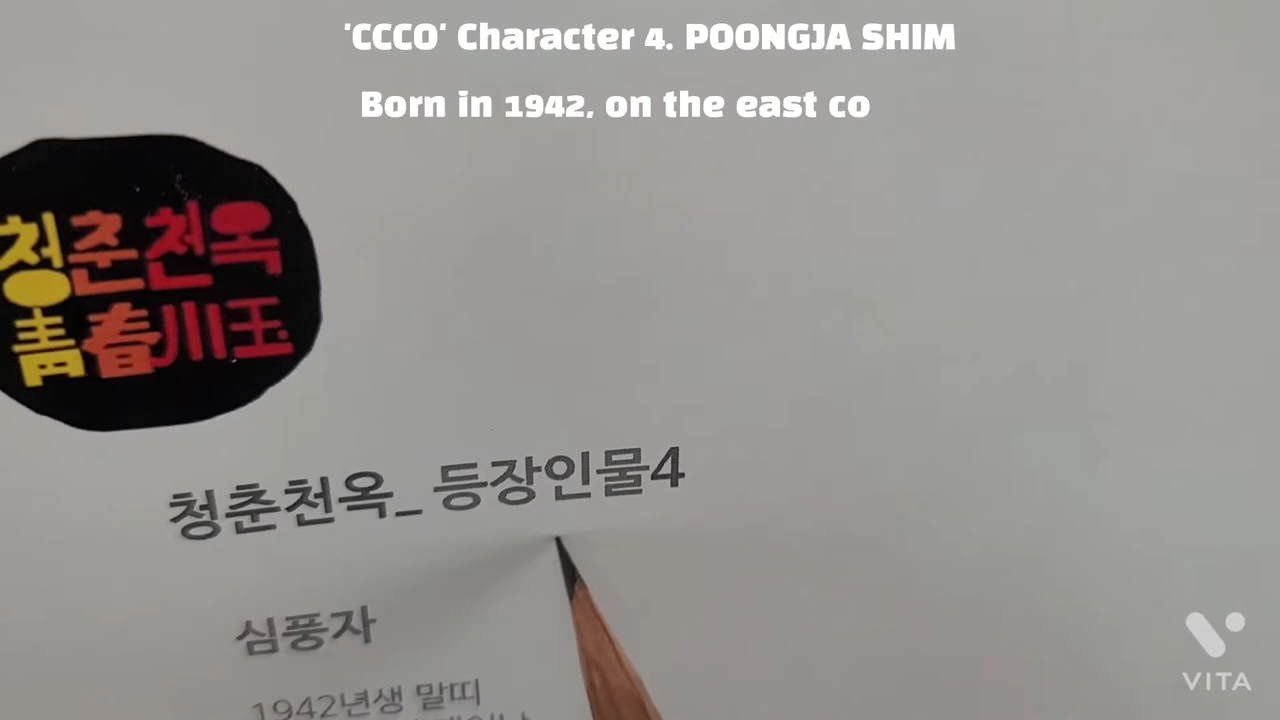 'CCCO' Character 4. POONGJA SHIM
Born in 1942, on the east co
청춘천옥
青春川玉
청춘천옥_ 등장인물4
심풍자
1942년생 말띠
VITA